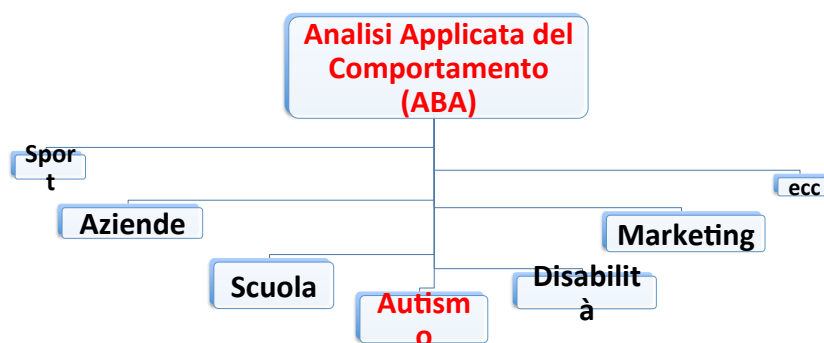 Analisi Applicata del
Comportamento
(ABA)
Spor
t
ecc
Aziende
Marketing
Scuola
Disabilit
à
Autism
o